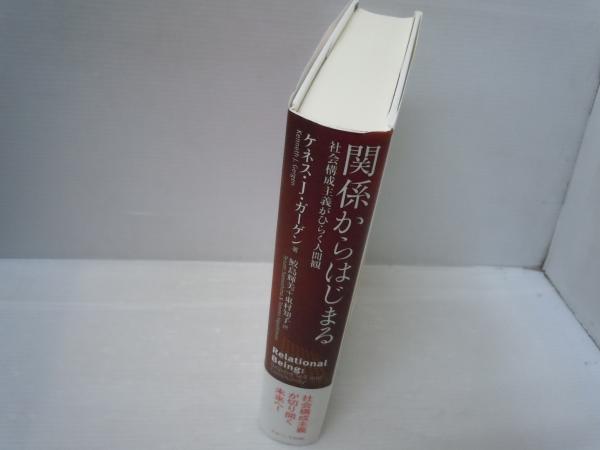 関係からはじまる
社会構成主義がひらく人間観
ケネス・J・ガーゲン 著
Kenneth J. Gergen
鮫島輝美+東村知子 訳
Relational
Being:
社会構成主義
が切り開く
未来へ!